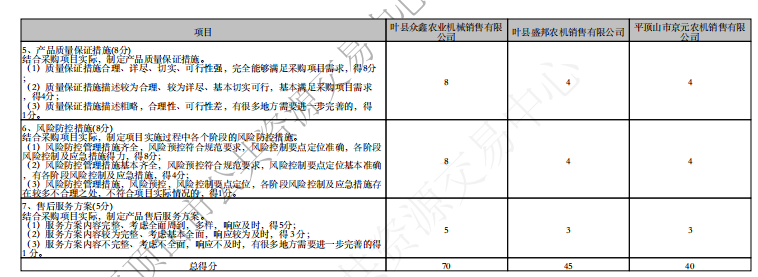 项目 叶县众鑫农业机械销售有限公司 叶县盛邦农机销售有限公司 平顶山市京元农机销售有限公司
5、产品质量保证措施(8分)
结合采购项目实际，制定产品质量保证措施。
（1）质量保证措施合理、详尽、切实、可行性强，完全能够满足采购项目需求，得8分
；
（2）质量保证措施描述较为合理、较为详尽、基本切实可行，基本满足采购项目需求
，得4分；
（3）质量保证措施描述粗略，合理性、可行性差，有很多地方需要进一步完善的，得
1分。
8 4 4
6、风险防控措施(8分)
结合采购项目实际，制定项目实施过程中各个阶段的风险防控措施。
（1）风险防控管理措施齐全，风险预控符合规范要求，风险控制要点定位准确，各阶段
风险控制及应急措施得力，得8分；
（2）风险防控管理措施基本齐全，风险预控符合规范要求，风险控制要点定位基本准确
，有各阶段风险控制及应急措施，得4分；
（3）风险防控管理措施，风险预控，风险控制要点定位，各阶段风险控制及应急措施存
在较多不合理之处，不符合项目实际情况的，得1分。
8 4 4
7、售后服务方案(5分)
结合采购项目实际，制定产品售后服务方案。
（1）服务方案内容完整、考虑全面周到，多样，响应及时，得5分；
（2）服务方案内容较为完整、考虑基本全面，响应较为及时，得３分；
（3）服务方案内容不完整、考虑不全面，响应不及时，有很多地方需要进一步完善的得
1分。
5 3 3
总得分 70 45 40